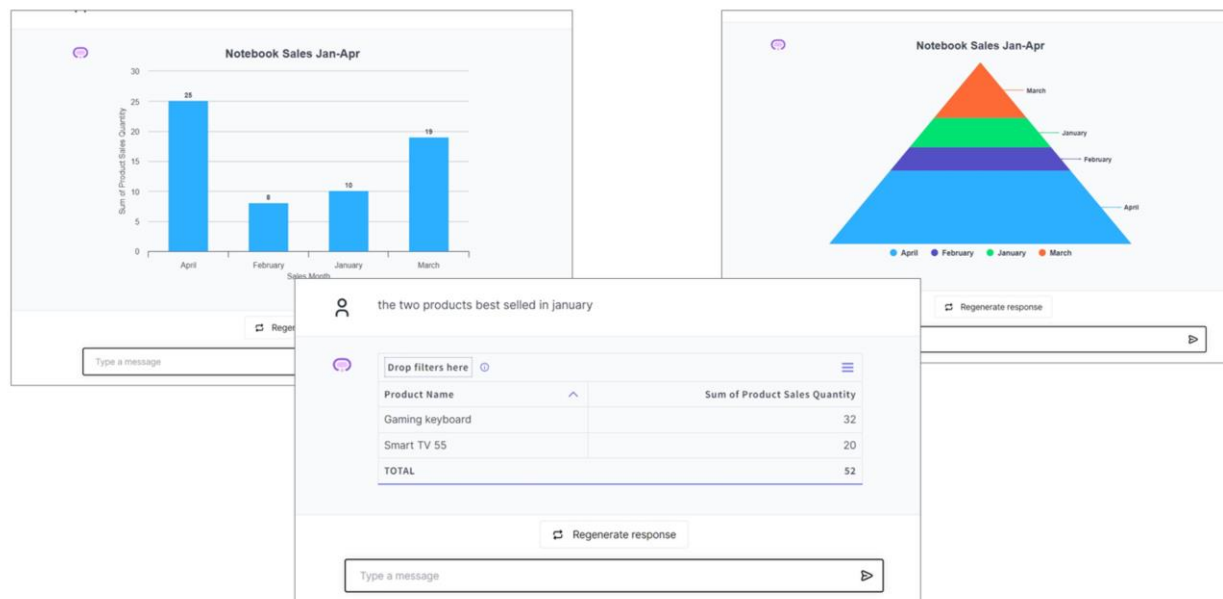 Notebook Sales Jan-Apr
Sum of Product Sales Quantity
30
25
20
15
10
5
0
25
8
10
19
April February January March
Sales Month
Type a message
Notebook Sales Jan-Apr
March
January
February
April
April February January March
Regenerate response
the two products best selled in january
Drop filters here
Product Name Sum of Product Sales Quantity
Gaming keyboard 32
Smart TV 55 20
TOTAL 52
Regenerate response
Type a message